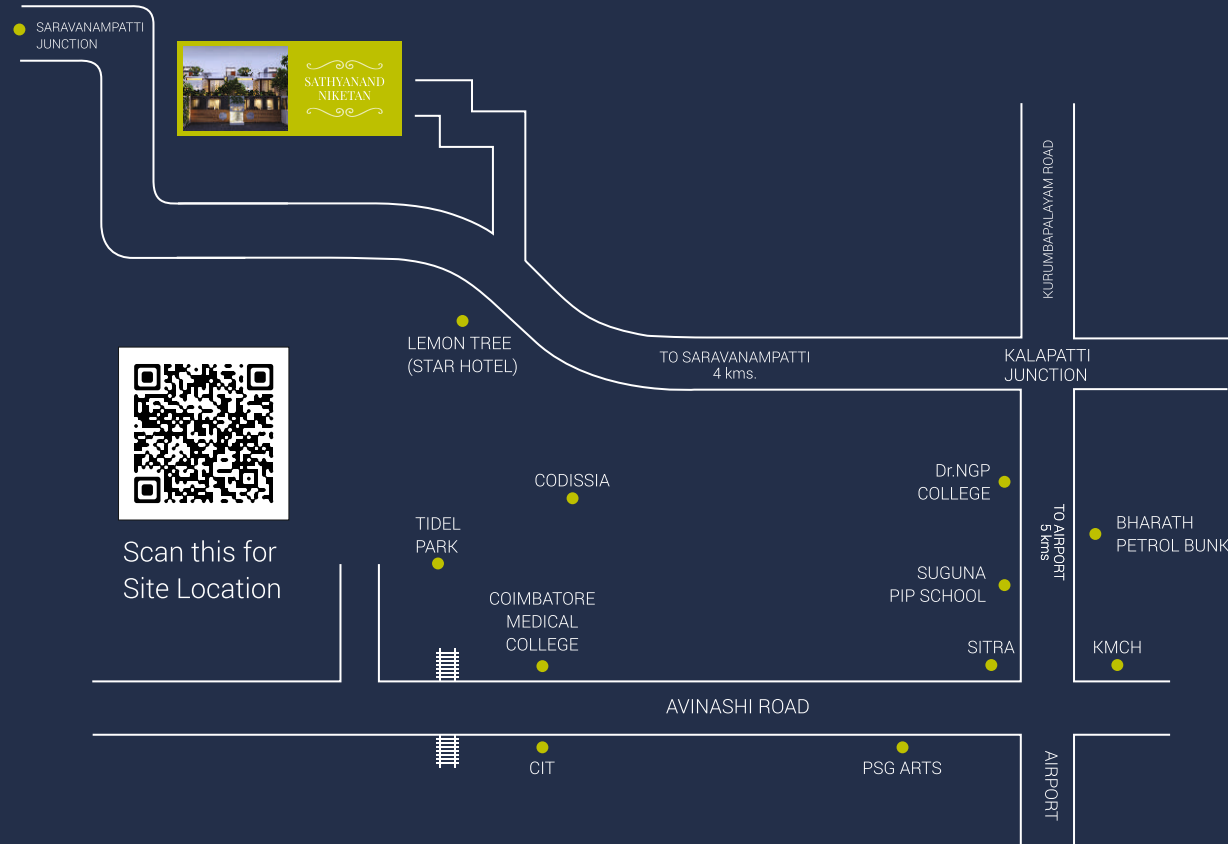 SARAVANAMPATTI
JUNCTION
SATHYANAND
NIKETAN
KURUMBAPALAYAM ROAD
LEMON TREE
(STAR HOTEL)
TO SARAVANAMPATTI
4 kms.
KALAPATTI
JUNCTION
Scan this for
Site Location
CODISSIA
TIDEL
PARK
COIMBATORE
MEDICAL
COLLEGE
Dr.NGP
COLLEGE
TO AIRPORT
5 kms
BHARATH
PETROL BUNK
SUGUNA
PIP SCHOOL
SITRA
KMCH
AVINASHI ROAD
CIT
PSG ARTS
AIRPORT